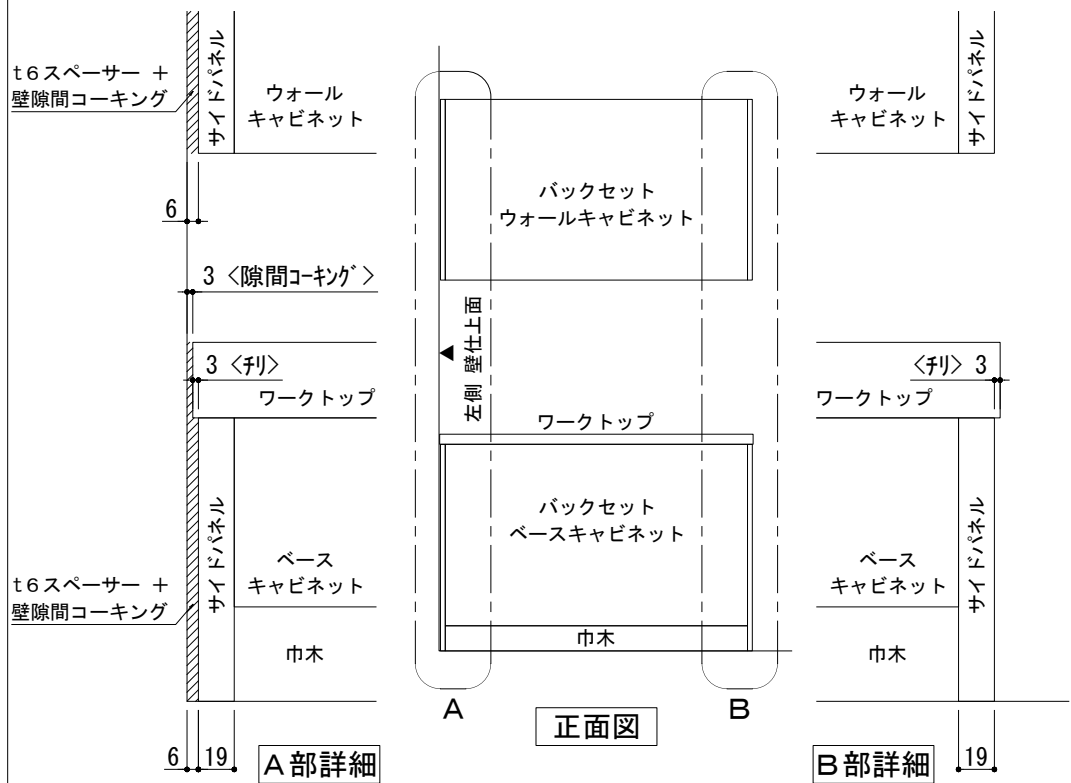 t6スペーサー ＋
壁隙間コーキング
サイドパネル
ウォール
キャビネット
6
3 〈隙間ｺｰｷﾝｸﾞ〉
3 〈ﾁﾘ〉
ワークトップ
サイドパネル
ベース
キャビネット
t6スペーサー ＋
壁隙間コーキング
巾木
6
19
A部詳細
バックセット
ウォールキャビネット
左側 壁仕上面
ワークトップ
バックセット
ベースキャビネット
巾木
A
B
正面図
ウォール
キャビネット
サイドパネル
〈ﾁﾘ〉 3
ワークトップ
ベース
キャビネット
サイドパネル
巾木
B部詳細
19